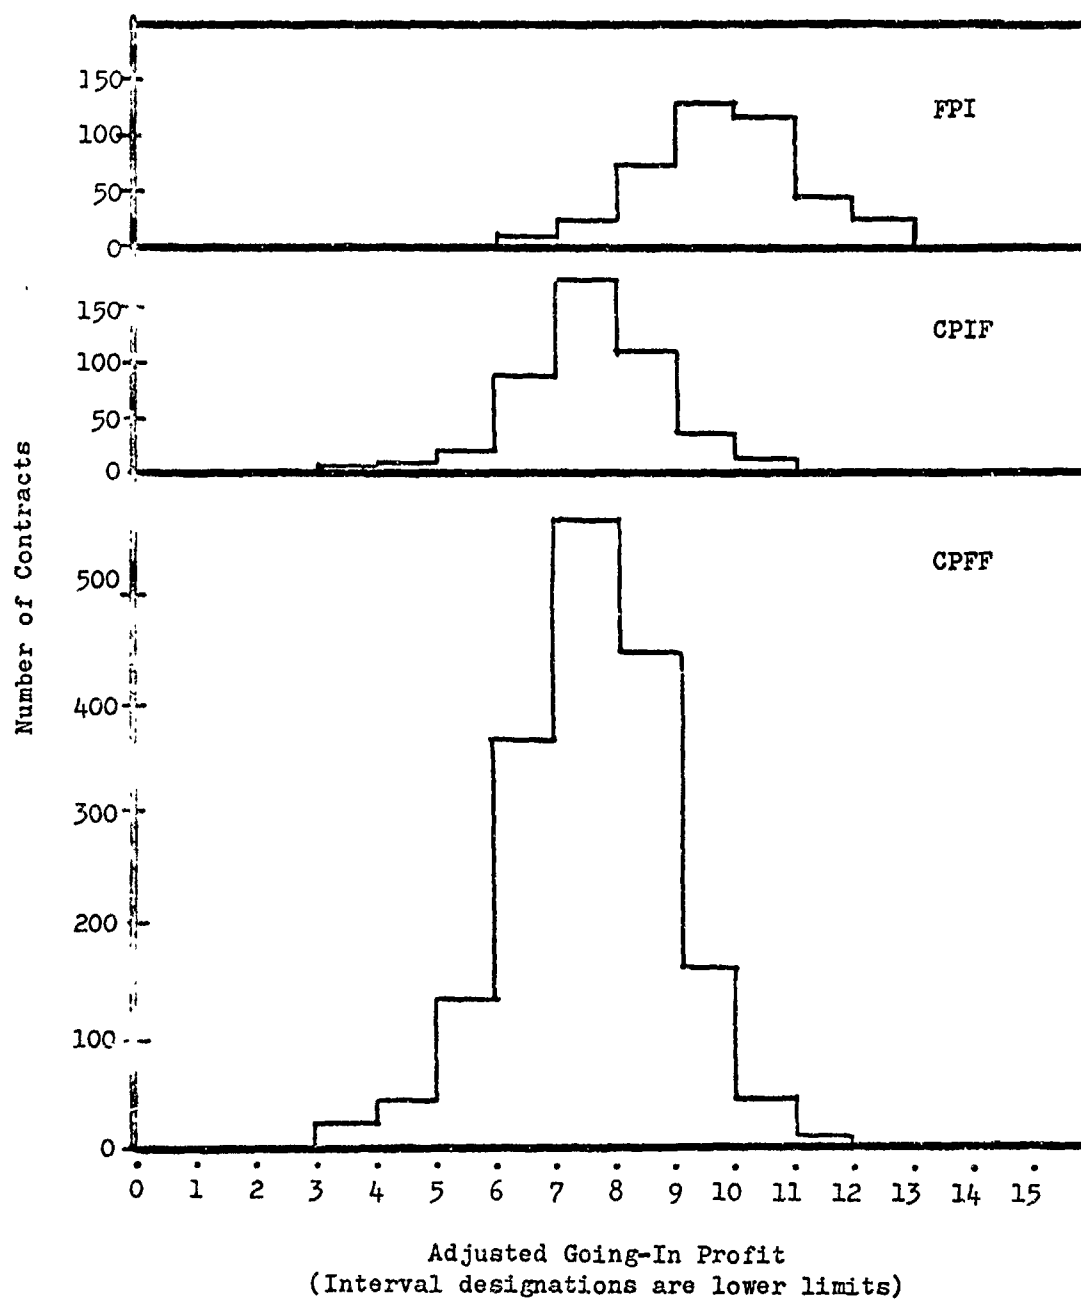 150
100
50
0
FPI
150
100
50
0
CPIF
500
400
300
200
100
0
CPFF
Number of Contracts
0 1 2 3 4 5 6 7 8 9 10 11 12 13 14 15
Adjusted Going-In Profit
(Interval designations are lower limits)